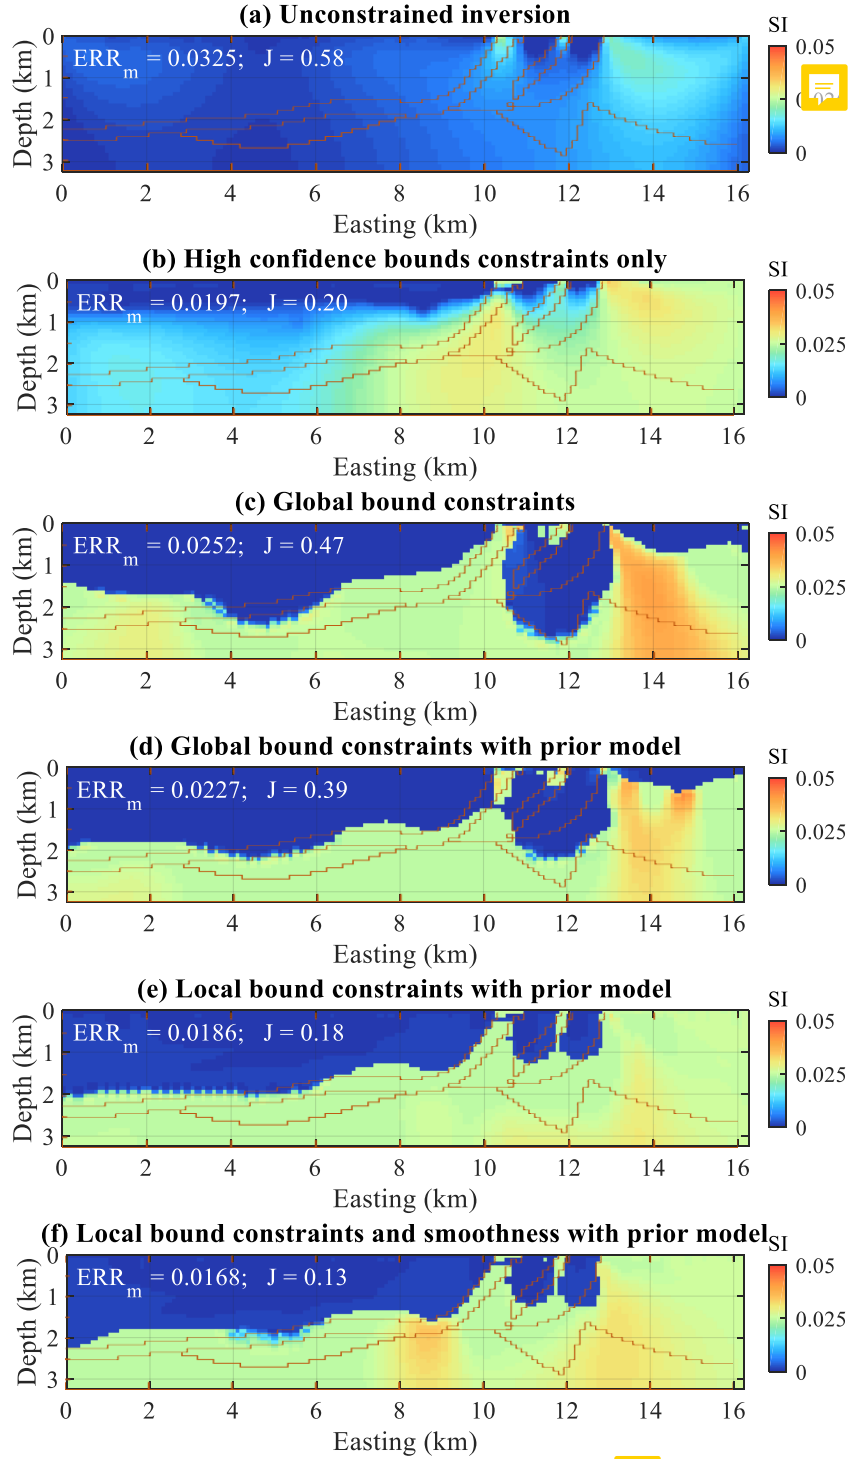 (a) Unconstrained inversion
ERRm = 0.0325; J = 0.58
Depth (km)
0
1
2
3
0 2 4 6 8 10 12 14 16
Easting (km)
SI
0.05
0
(b) High confidence bounds constraints only
ERRm = 0.0197; J = 0.20
Depth (km)
0
1
2
3
0 2 4 6 8 10 12 14 16
Easting (km)
SI
0.05
0.025
0
(c) Global bound constraints
ERRm = 0.0252; J = 0.47
Depth (km)
0
1
2
3
0 2 4 6 8 10 12 14 16
Easting (km)
SI
0.05
0.025
0
(d) Global bound constraints with prior model
ERRm = 0.0227; J = 0.39
Depth (km)
0
1
2
3
0 2 4 6 8 10 12 14 16
Easting (km)
SI
0.05
0.025
0
(e) Local bound constraints with prior model
ERRm = 0.0186; J = 0.18
Depth (km)
0
1
2
3
0 2 4 6 8 10 12 14 16
Easting (km)
SI
0.05
0.025
0
(f) Local bound constraints and smoothness with prior model
ERRm = 0.0168; J = 0.13
Depth (km)
0
1
2
3
0 2 4 6 8 10 12 14 16
Easting (km)
SI
0.05
0.025
0